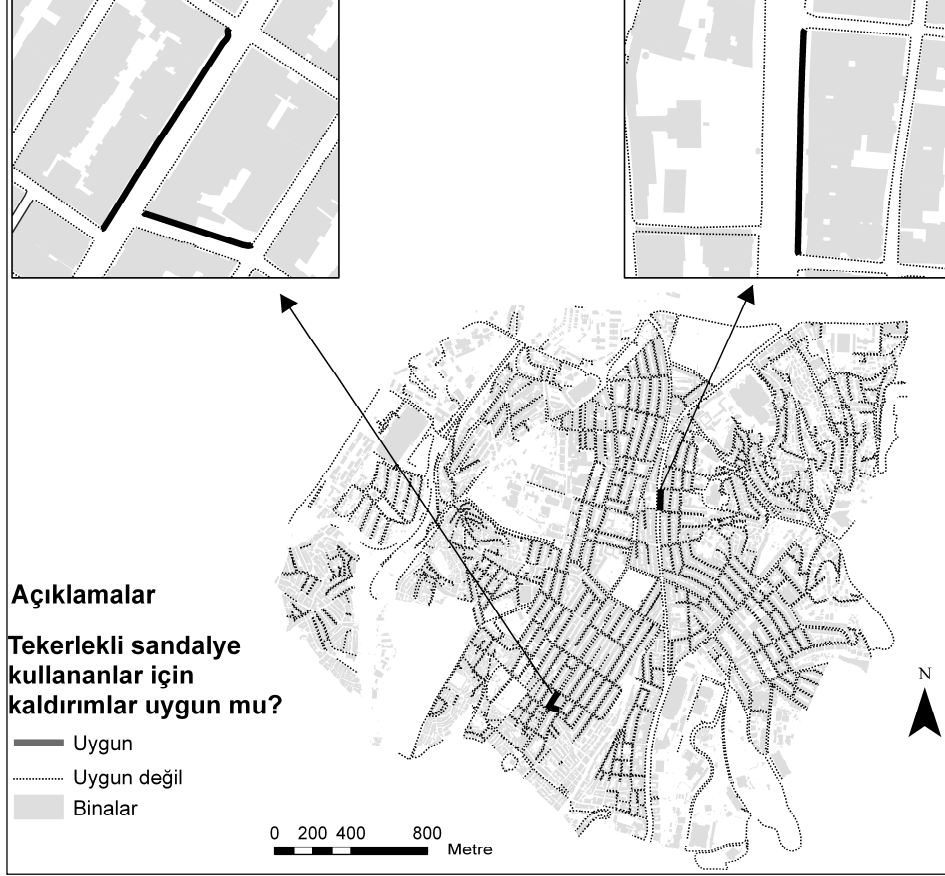 Açıklamalar
Tekerlekli sandalye
kullananlar için
kaldırımlar uygun mu?
Uygun
Uygun değil
Binalar
0 200 400 800
Metre
N